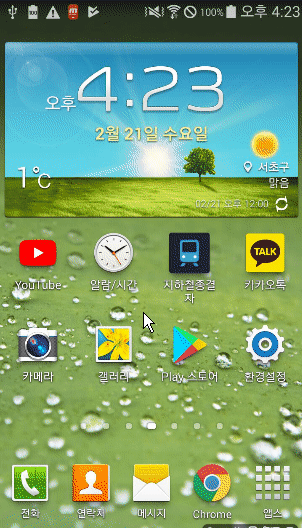 100% 오후 4:23
오후 4:23
2월 21일 수요일
서초구
1°C
맑음
02/21 오후 12:00
YouTube
알람/시간
지하철종결자
카카오톡
TALK
카메라
갤러리
Play 스토어
환경설정
전화
연락처
메시지
Chrome
앱스